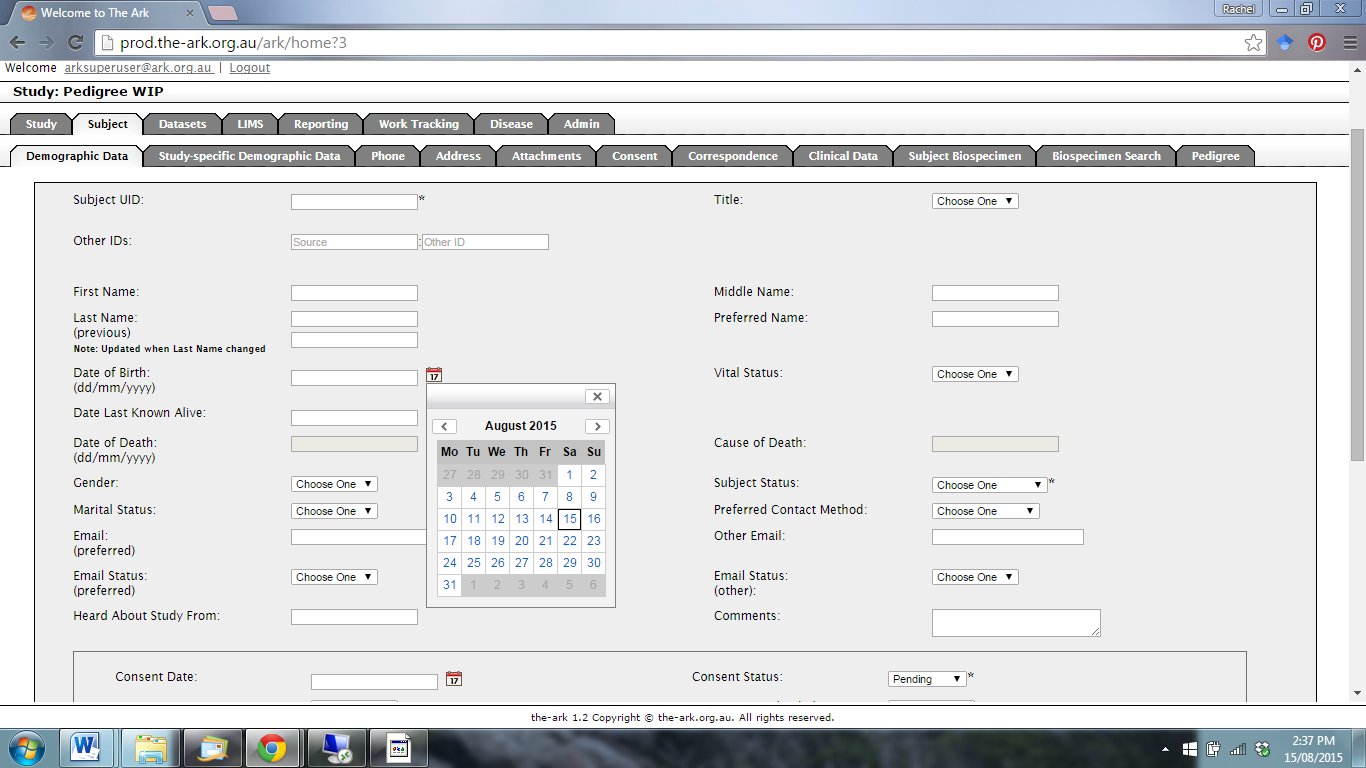 Welcome to The Ark
Rachel
prod.the-ark.org.au/ark/home?3
Welcome arksuperuser@ark.org.au | Logout
Study: Pedigree WIP
Study Subject Datasets LIMS Reporting Work Tracking Disease Admin
Demographic Data Study-specific Demographic Data Phone Address Attachments Consent Correspondence Clinical Data Subject Biospecimen Biospecimen Search Pedigree
Subject UID: * Title: Choose One
Other IDs: Source : Other ID
First Name: Middle Name:
Last Name: Preferred Name:
(previous)
Note: Updated when Last Name changed
Date of Birth: 17 Vital Status: Choose One
(dd/mm/yyyy)
Date Last Known Alive:
August 2015
Date of Death: Cause of Death:
(dd/mm/yyyy)
Mo Tu We Th Fr Sa Su
27 28 29 30 31 1 2
Gender: Choose One Subject Status: Choose One *
3 4 5 6 7 8 9
Marital Status: Choose One Preferred Contact Method: Choose One
10 11 12 13 14 15 16
Email: Other Email:
(preferred)
17 18 19 20 21 22 23
24 25 26 27 28 29 30
Email Status: Choose One Email Status: Choose One
(preferred) (other):
31 1 2 3 4 5 6
Heard About Study From: Comments:
Consent Date: 17 Consent Status: Pending *
the-ark 1.2 Copyright © the-ark.org.au. All rights reserved.
2:37 PM
15/08/2015